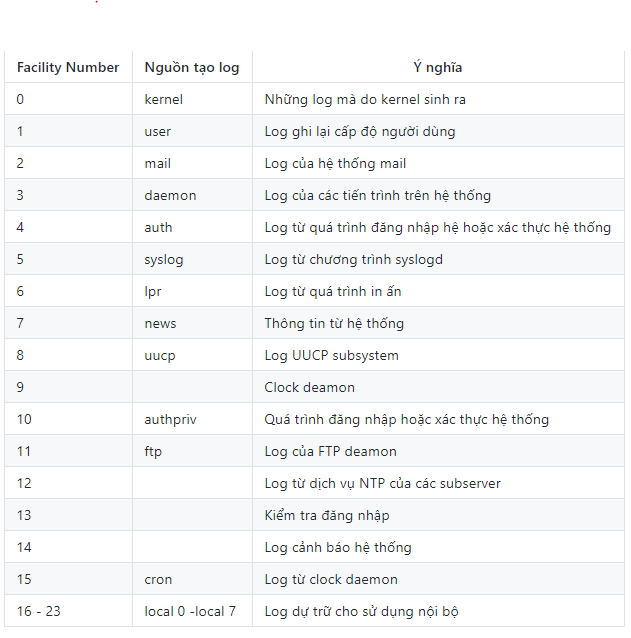 Facility Number Nguồn tạo log Ý nghĩa
0 kernel Những log mà do kernel sinh ra
1 user Log ghi lại cấp độ người dùng
2 mail Log của hệ thống mail
3 daemon Log của các tiến trình trên hệ thống
4 auth Log từ quá trình đăng nhập hệ hoặc xác thực hệ thống
5 syslog Log từ chương trình syslogd
6 lpr Log từ quá trình in ấn
7 news Thông tin từ hệ thống
8 uucp Log UUCP subsystem
9 Clock deamon
10 authpriv Quá trình đăng nhập hoặc xác thực hệ thống
11 ftp Log của FTP deamon
12 Log từ dịch vụ NTP của các subserver
13 Kiểm tra đăng nhập
14 Log cảnh báo hệ thống
15 cron Log từ clock daemon
16 - 23 local 0 -local 7 Log dự trữ cho sử dụng nội bộ